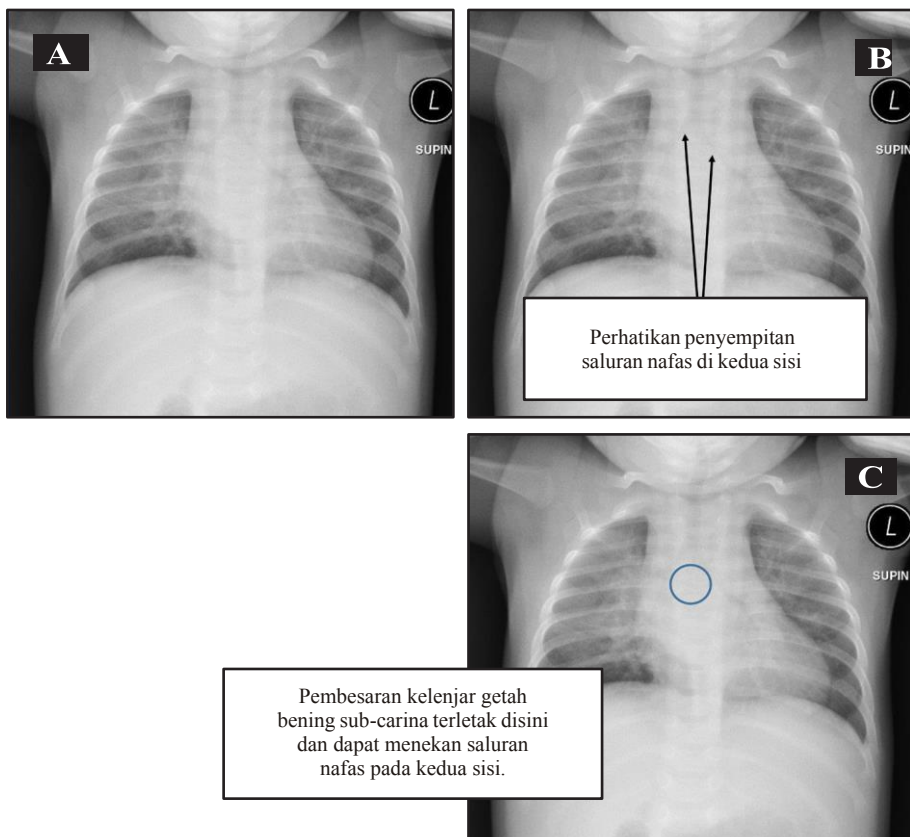 A
L
SUPIN
B
L
SUPIN
Perhatikan penyempitan
saluran nafas di kedua sisi
C
L
SUPIN
Pembesaran kelenjar getah
bening sub-carina terletak disini
dan dapat menekan saluran
nafas pada kedua sisi.